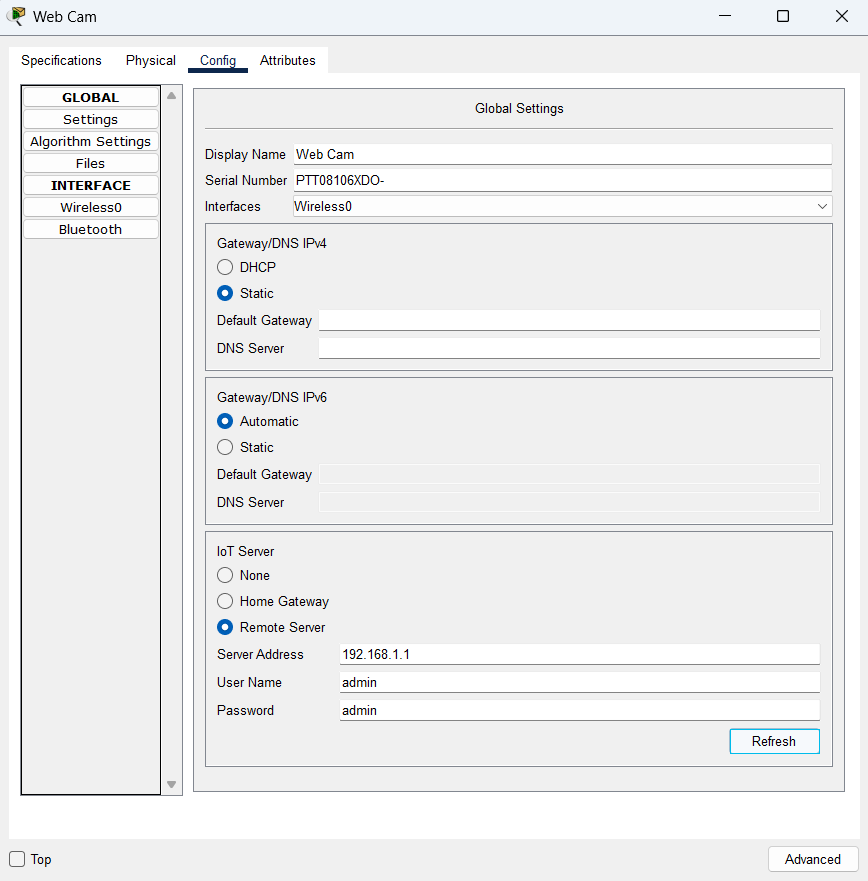 Web Cam
Specifications Physical Config Attributes
GLOBAL
Settings
Algorithm Settings
Files
INTERFACE
Wireless0
Bluetooth
Global Settings
Display Name Web Cam
Serial Number PTT08106XDO-
Interfaces Wireless0
Gateway/DNS IPv4
DHCP
Static
Default Gateway
DNS Server
Gateway/DNS IPv6
Automatic
Static
Default Gateway
DNS Server
IoT Server
None
Home Gateway
Remote Server
Server Address 192.168.1.1
User Name admin
Password admin
Refresh
Top Advanced